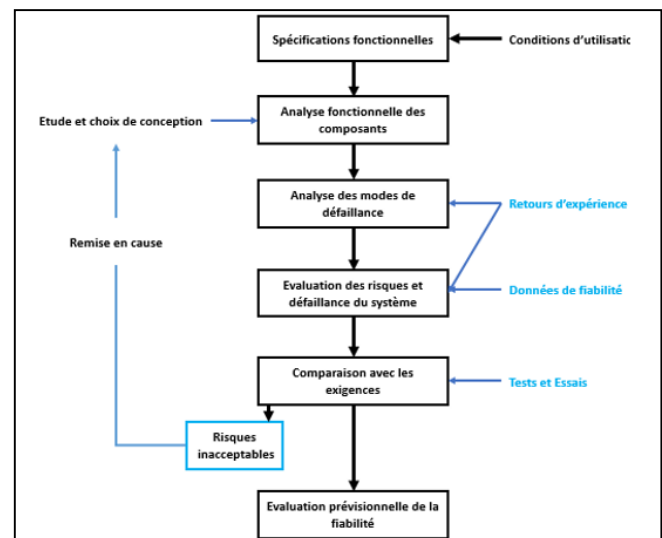 Spécifications fonctionnelles
Conditions d'utilisatic
Etude et choix de conception
Analyse fonctionnelle des
composants
Analyse des modes de
défaillance
Retours d'expérience
Remise en cause
Evaluation des risques et
défaillance du système
Données de fiabilité
Comparaison avec les
exigences
Tests et Essais
Risques
inacceptables
Evaluation prévisionnelle de la
fiabilité